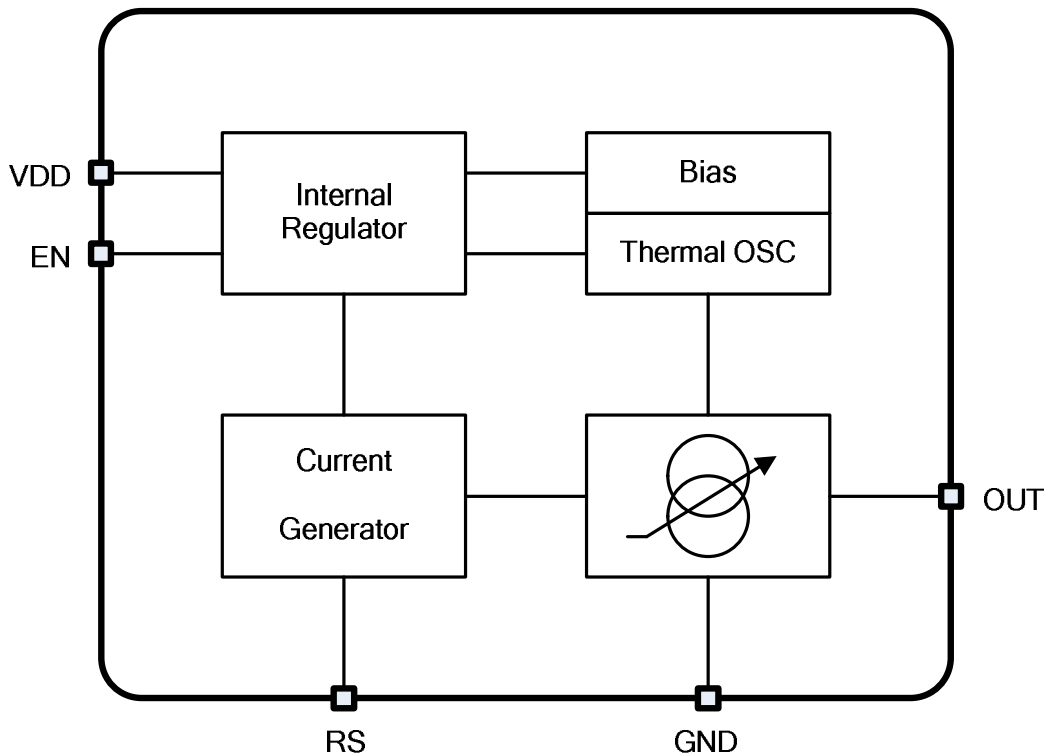 VDD
EN
Internal
Regulator
Bias
Thermal OSC
Current
Generator
OUT
RS
GND